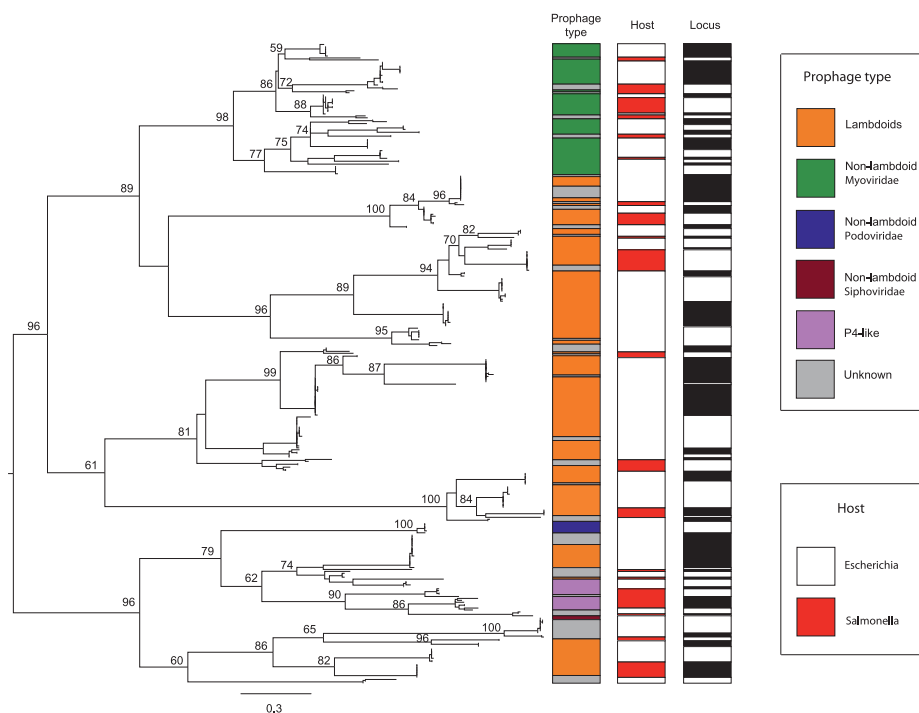 Prophage
type
Host
Locus
59
86
72
88
98
74
75
77
89
84
96
100
82
70
94
89
96
95
96
86
99
87
81
61
100
84
100
79
74
62
90
86
96
65
100
96
86
82
60
0.3
Prophage type
Lambdoids
Non-lambdoid
Myoviridae
Non-lambdoid
Podoviridae
Non-lambdoid
Siphoviridae
P4-like
Unknown
Host
Escherichia
Salmonella